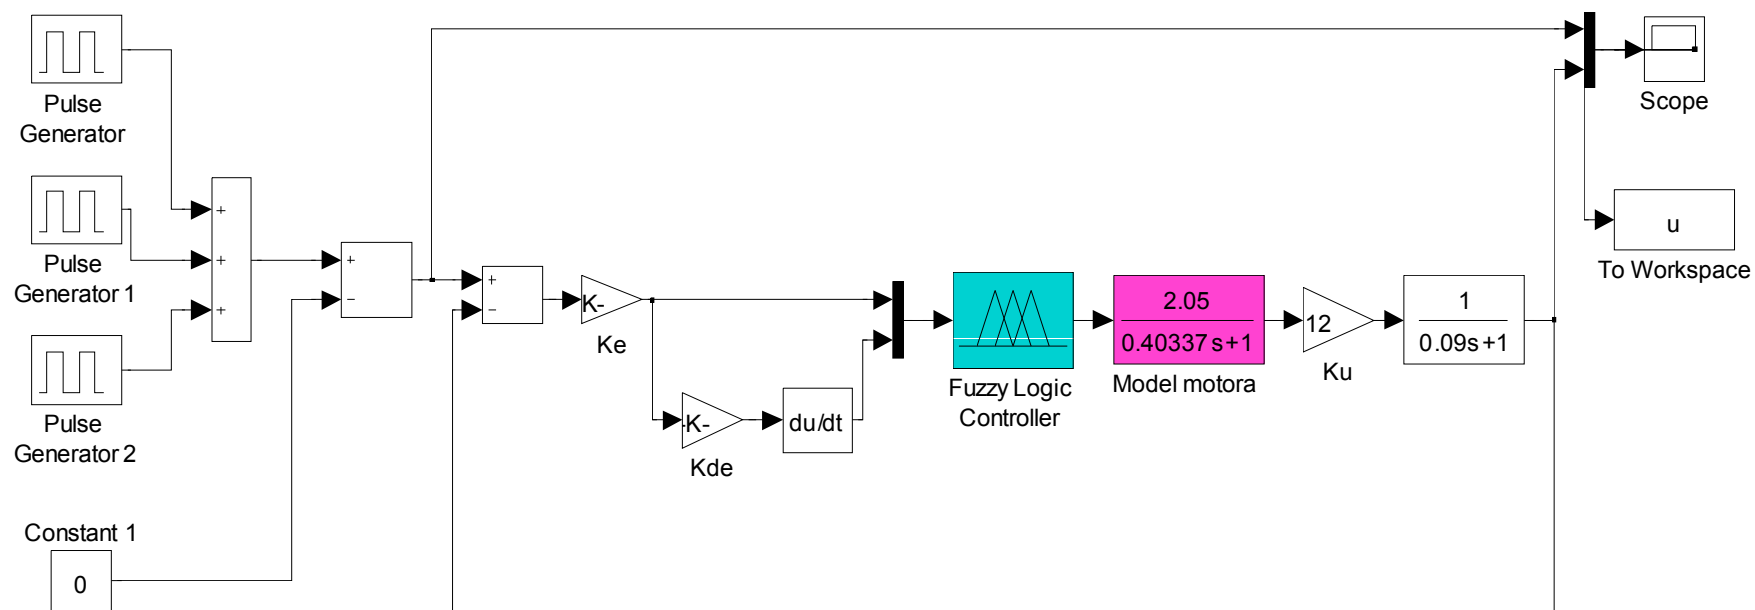 Pulse
Generator
+
Pulse
Generator 1
+
+
Pulse
Generator 2
Constant 1
0
+
−
+
−
K-
Ke
-K-
Kde
du/dt
Fuzzy Logic
Controller
2.05
0.40337s+1
Model motora
12
Ku
1
0.09s+1
Scope
u
To Workspace